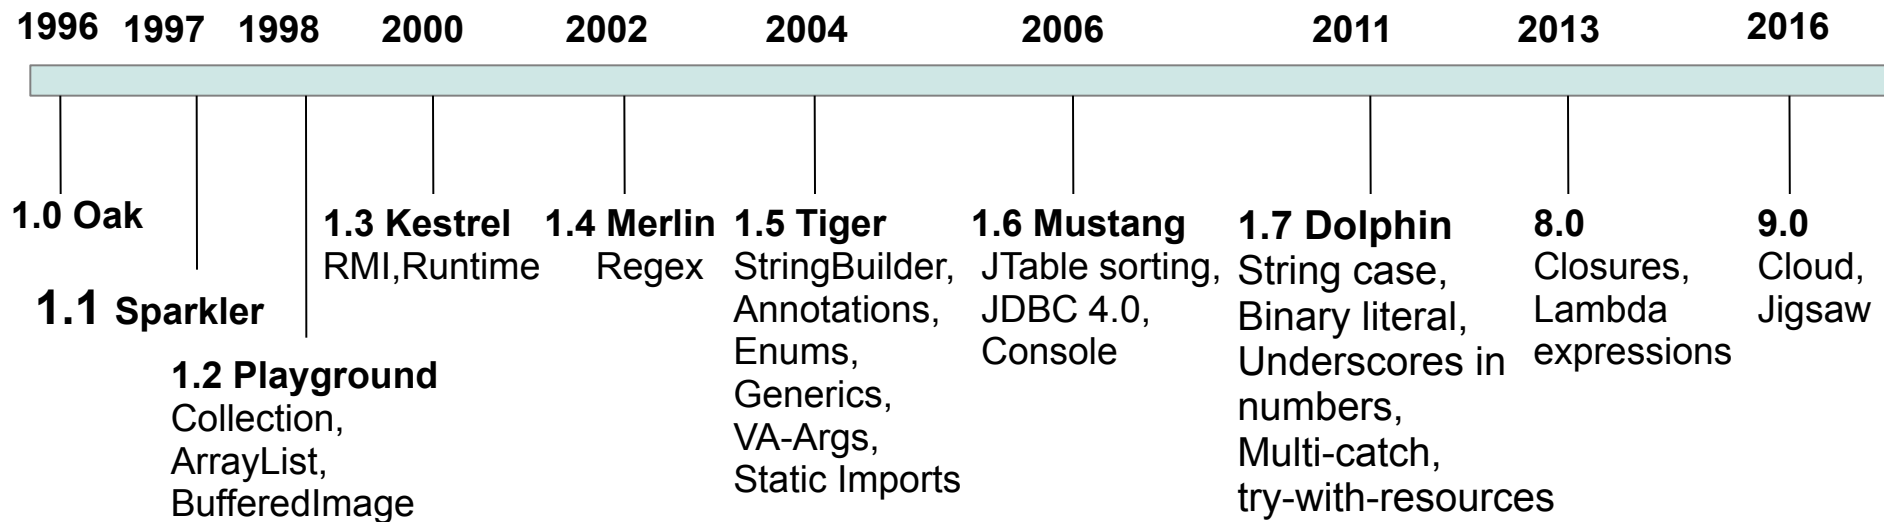 1996 1997 1998 2000 2002 2004 2006 2011 2013 2016
1.0 Oak
1.1 Sparkler
1.2 Playground
Collection,
ArrayList,
BufferedImage
1.3 Kestrel
RMI,Runtime
1.4 Merlin
Regex
1.5 Tiger
StringBuilder,
Annotations,
Enums,
Generics,
VA-Args,
Static Imports
1.6 Mustang
JTable sorting,
JDBC 4.0,
Console
1.7 Dolphin
String case,
Binary literal,
Underscores in
numbers,
Multi-catch,
try-with-resources
8.0
Closures,
Lambda
expressions
9.0
Cloud,
Jigsaw